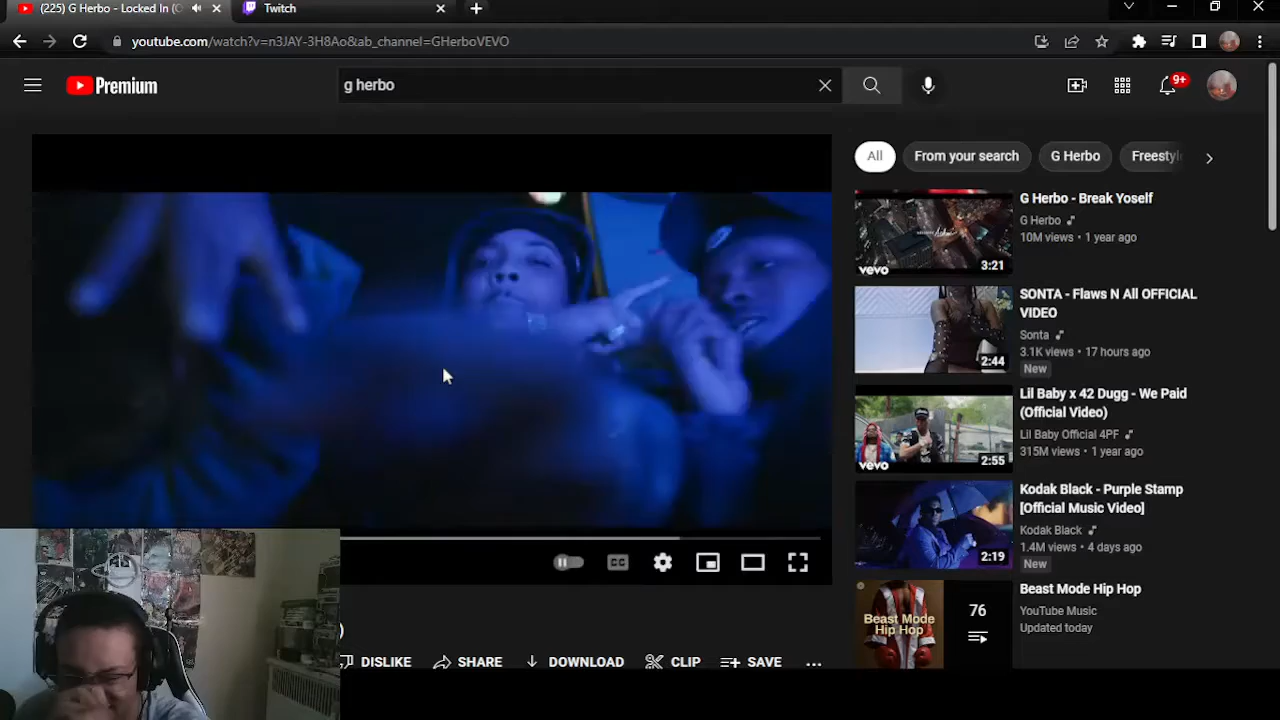 (225) G Herbo - Locked In (O
Twitch
youtube.com/watch?v=n3JAY-3H8Ao&ab_channel=GHerboVEVO
Premium
g herbo
9+
All
From your search
G Herbo
Freestyl
G Herbo - Break Yoself
G Herbo
10M views • 1 year ago
vevo
3:21
SONTA - Flaws N All OFFICIAL
VIDEO
Sonta
3.1K views • 17 hours ago
New
2:44
Lil Baby x 42 Dugg - We Paid
(Official Video)
Lil Baby Official 4PF
315M views • 1 year ago
vevo
2:55
Kodak Black - Purple Stamp
[Official Music Video]
Kodak Black
1.4M views • 4 days ago
New
2:19
Beast Mode Hip Hop
YouTube Music
Updated today
Beast Mode
Hip Hop
76
CC
)
DISLIKE
SHARE
DOWNLOAD
CLIP
SAVE
...